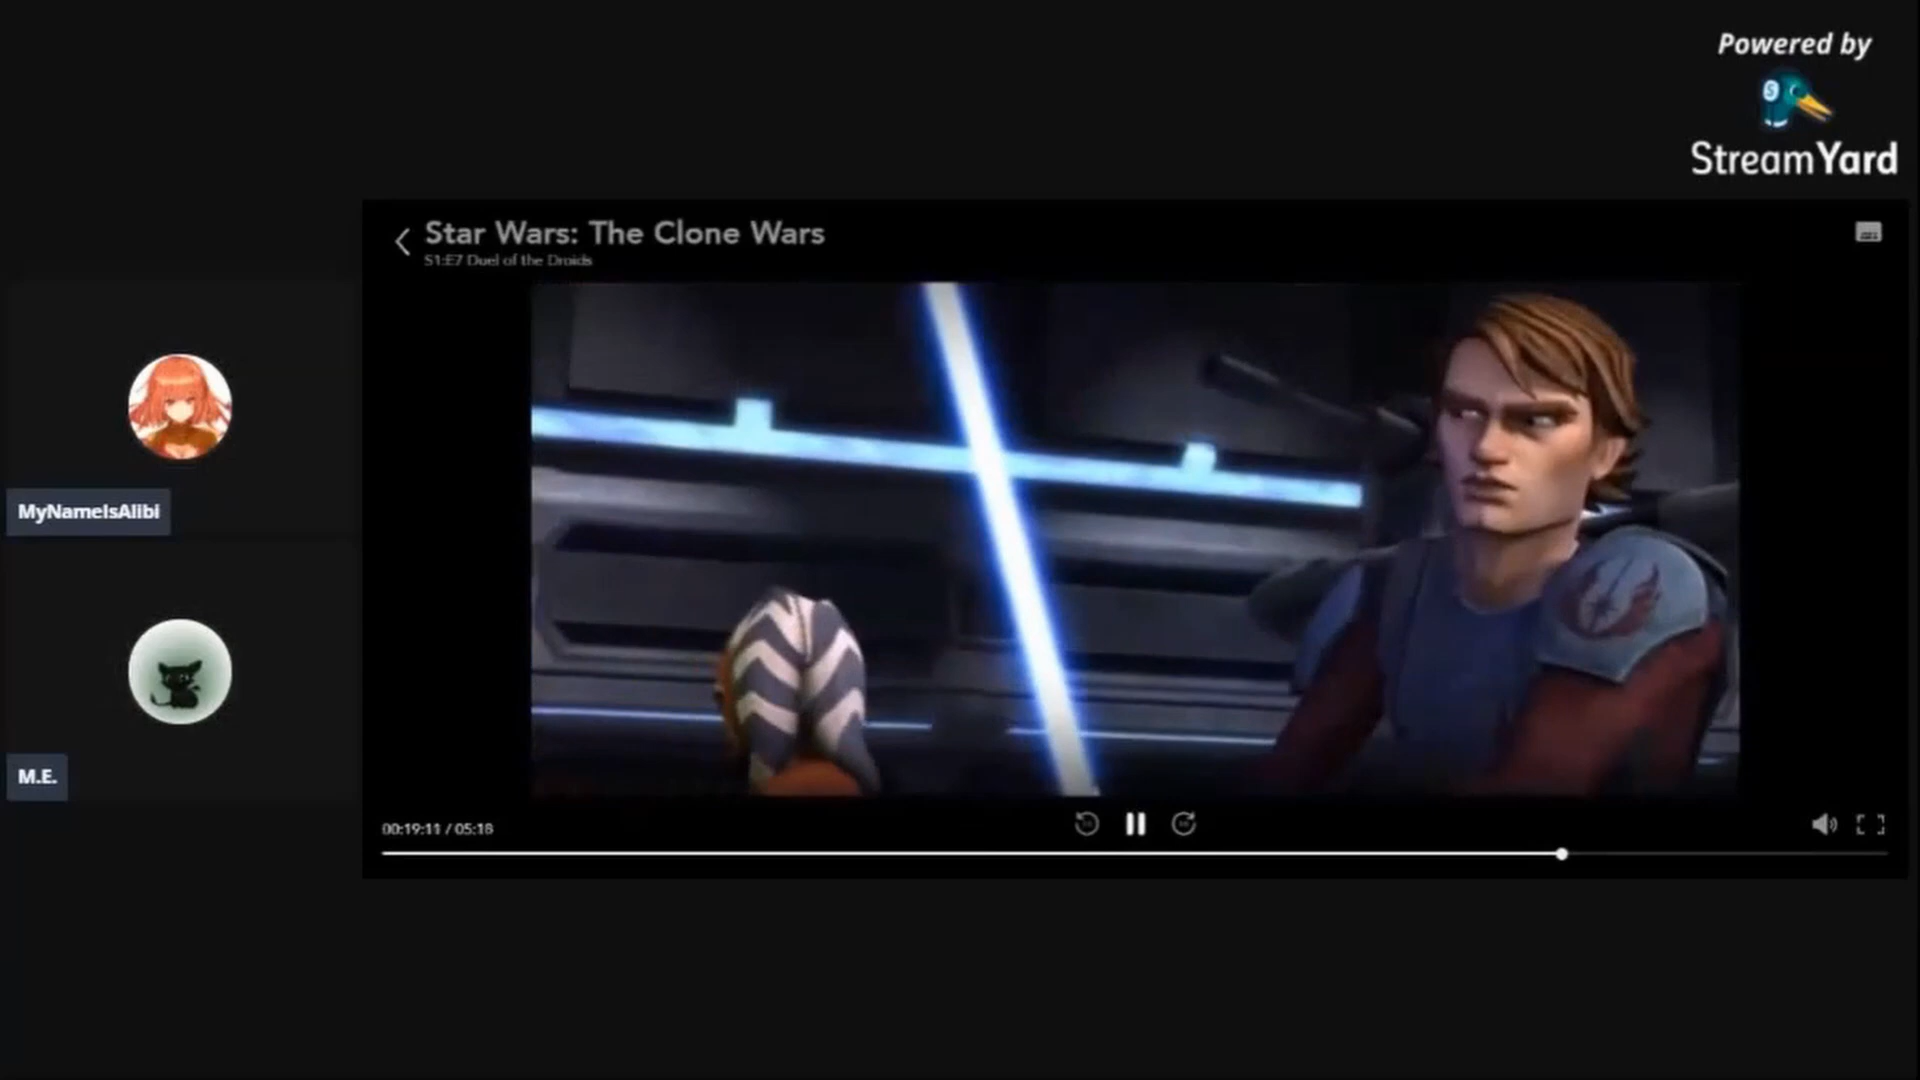 Powered by
StreamYard
Star Wars: The Clone Wars
S1:E7 Duel of the Droids
MyNameIsAlibi
M.E.
00:19:11 / 05:18